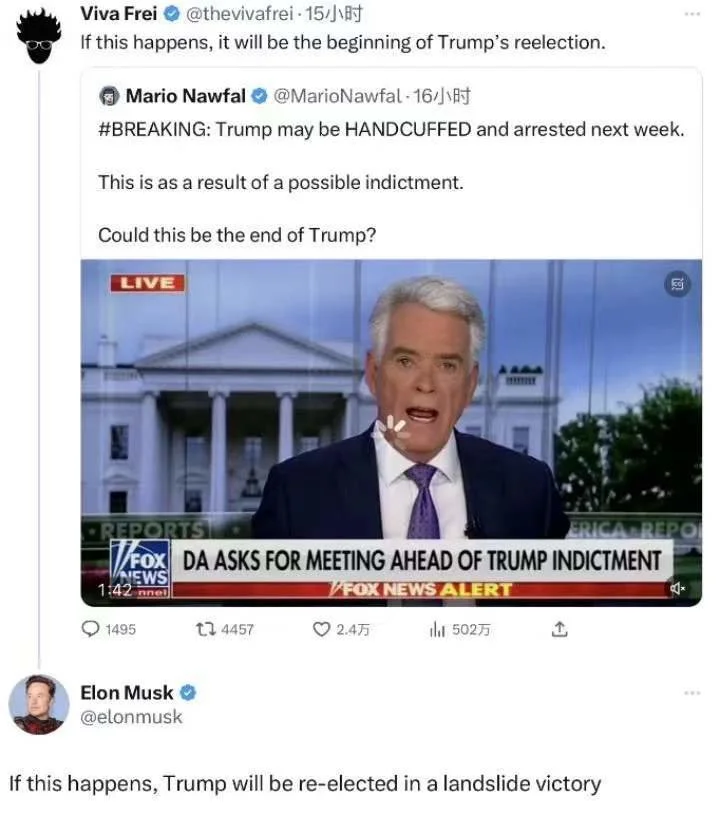 Viva Frei @thevivafrei · 15小时
If this happens, it will be the beginning of Trump's reelection.
Mario Nawfal @MarioNawfal · 16小时
#BREAKING: Trump may be HANDCUFFED and arrested next week.
This is as a result of a possible indictment.
Could this be the end of Trump?
LIVE
REPORTS
ERICA REPO
FOX
NEWS
nnel
DA ASKS FOR MEETING AHEAD OF TRUMP INDICTMENT
1:42
FOX NEWS ALERT
1495
4457
2.4万
502万
Elon Musk
@elonmusk
If this happens, Trump will be re-elected in a landslide victory